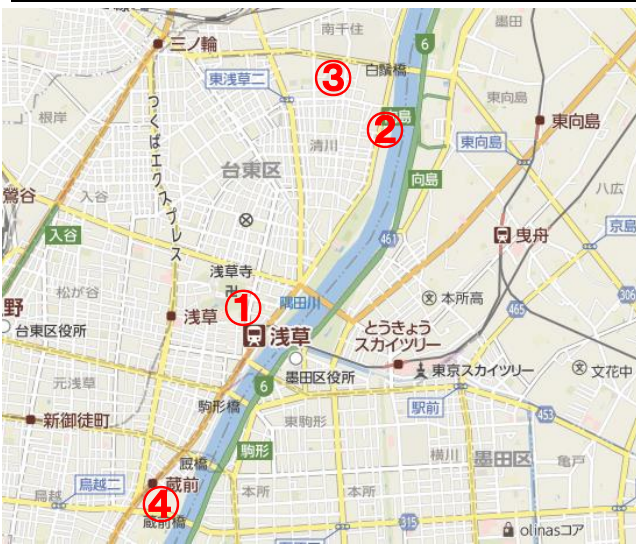 南千住
墨田
三ノ輪
6
③
白鬚橋
東浅草二
東向島
②
根岸
つくばエクスプレス
清川
東向島
東向島
台東区
鶯谷
入谷
向島
八広
入谷
461
曳舟
京島
浅草寺
卍
隅田川
本所高
306
松が谷
①
465
野
浅草
浅草
とうきょう
スカイツリー
台東区役所
墨田区役所
東京スカイツリー
文花中
元浅草
6
駒形橋
駅前
453
新御徒町
東駒形
駒形
厩橋
横川
墨田区
亀戸
鳥越二
蔵前
本所
本所
鳥越
④
蔵前橋
315
olinasコア